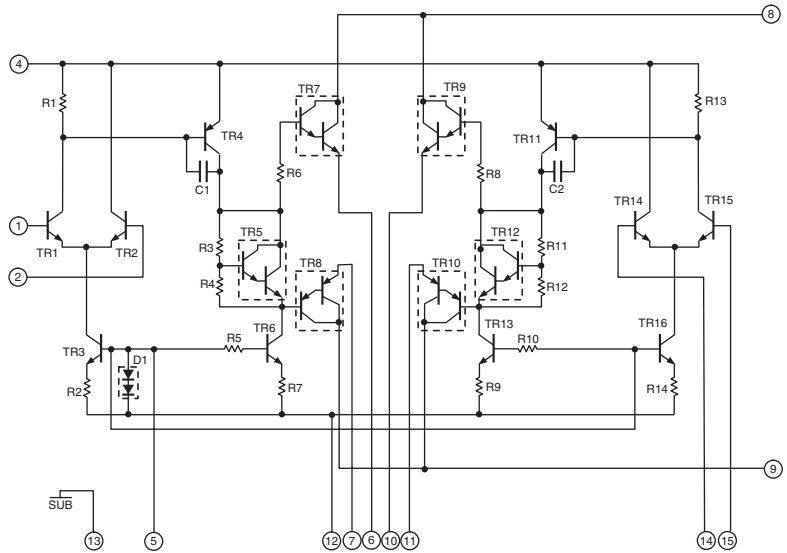 8
4
TR7
TR9
R1
R13
TR4
TR11
R6
R8
C1
C2
TR14
TR15
1
TR1
TR2
R3
TR5
TR12
R11
2
R4
TR8
TR10
R12
TR6
TR13
TR16
TR3
D1
R5
R10
R2
R7
R9
R14
9
SUB
13
5
12
7
6
10
11
14
15